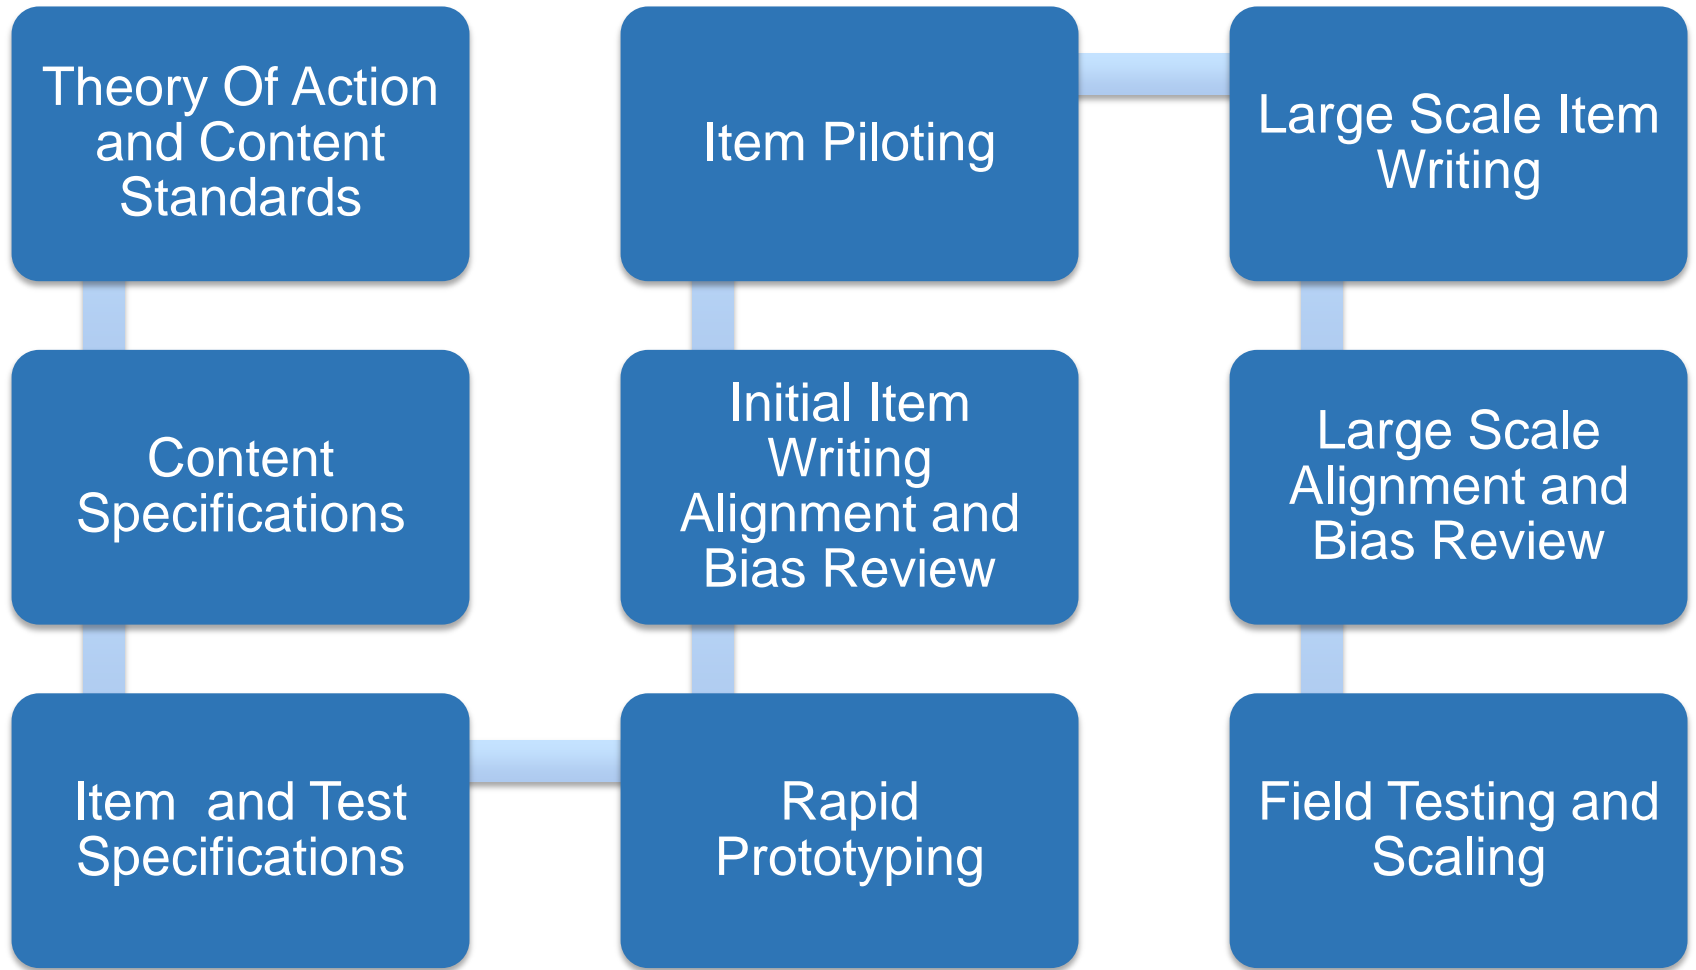 Theory Of Action
and Content
Standards
Content
Specifications
Item  and Test
Specifications
Rapid
Prototyping
Initial Item
Writing
Alignment and
Bias Review
Item Piloting
Large Scale Item
Writing
Large Scale
Alignment and
Bias Review
Field Testing and
Scaling